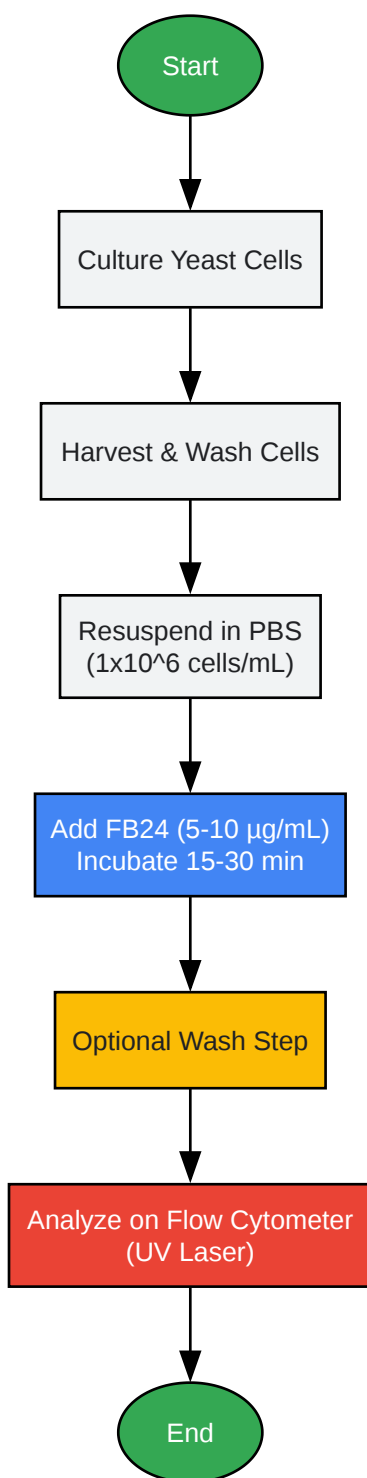 Start
Culture Yeast Cells
Harvest & Wash Cells
Resuspend in PBS
(1x10^6 cells/mL)
Add FB24 (5-10 µg/mL)
Incubate 15-30 min
Optional Wash Step
Analyze on Flow Cytometer
(UV Laser)
End